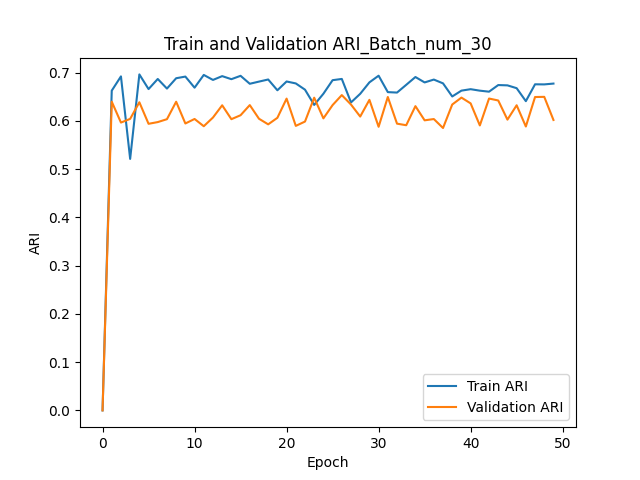 Train and Validation ARI_Batch_num_30
0.7
0.6
0.5
0.4
0.3
0.2
0.1
0.0
ARI
0 10 20 30 40 50
Epoch
Train ARI
Validation ARI